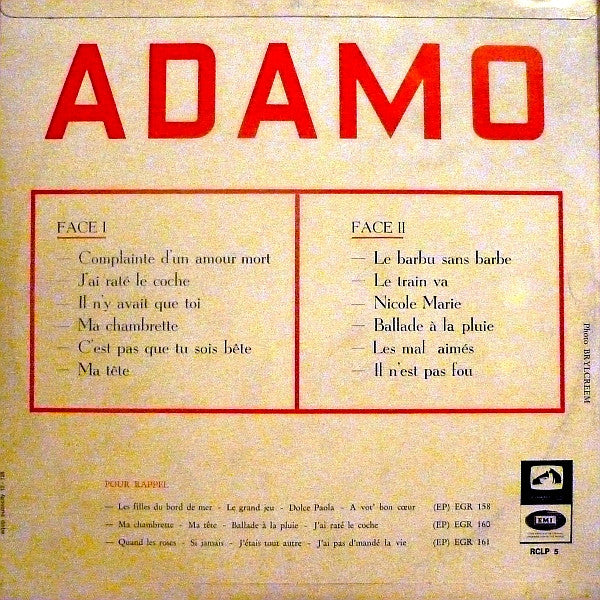 ADAMO
FACE I
— Complainte d'un amour mort
— J'ai raté le coche
— Il n'y avait que toi
— Ma chambrette
— C'est pas que tu sois bête
— Ma tête
FACE II
— Le barbu sans barbe
— Le train va
— Nicole Marie
— Ballade à la pluie
— Les mal aimés
— Il n'est pas fou
Photo BRYLCREEM
POUR RAPPEL
— Les filles du bord de mer - Le grand jeu - Dolce Paola - A vot' bon cœur (EP) EGR 158
— Ma chambrette - Ma tête - Ballade à la pluie - J'ai raté le coche (EP) EGR 160
— Quand les roses - Si jamais - J'étais tout autre - J'ai pas d'mandé la vie (EP) EGR 161
EMI
RCLP 5